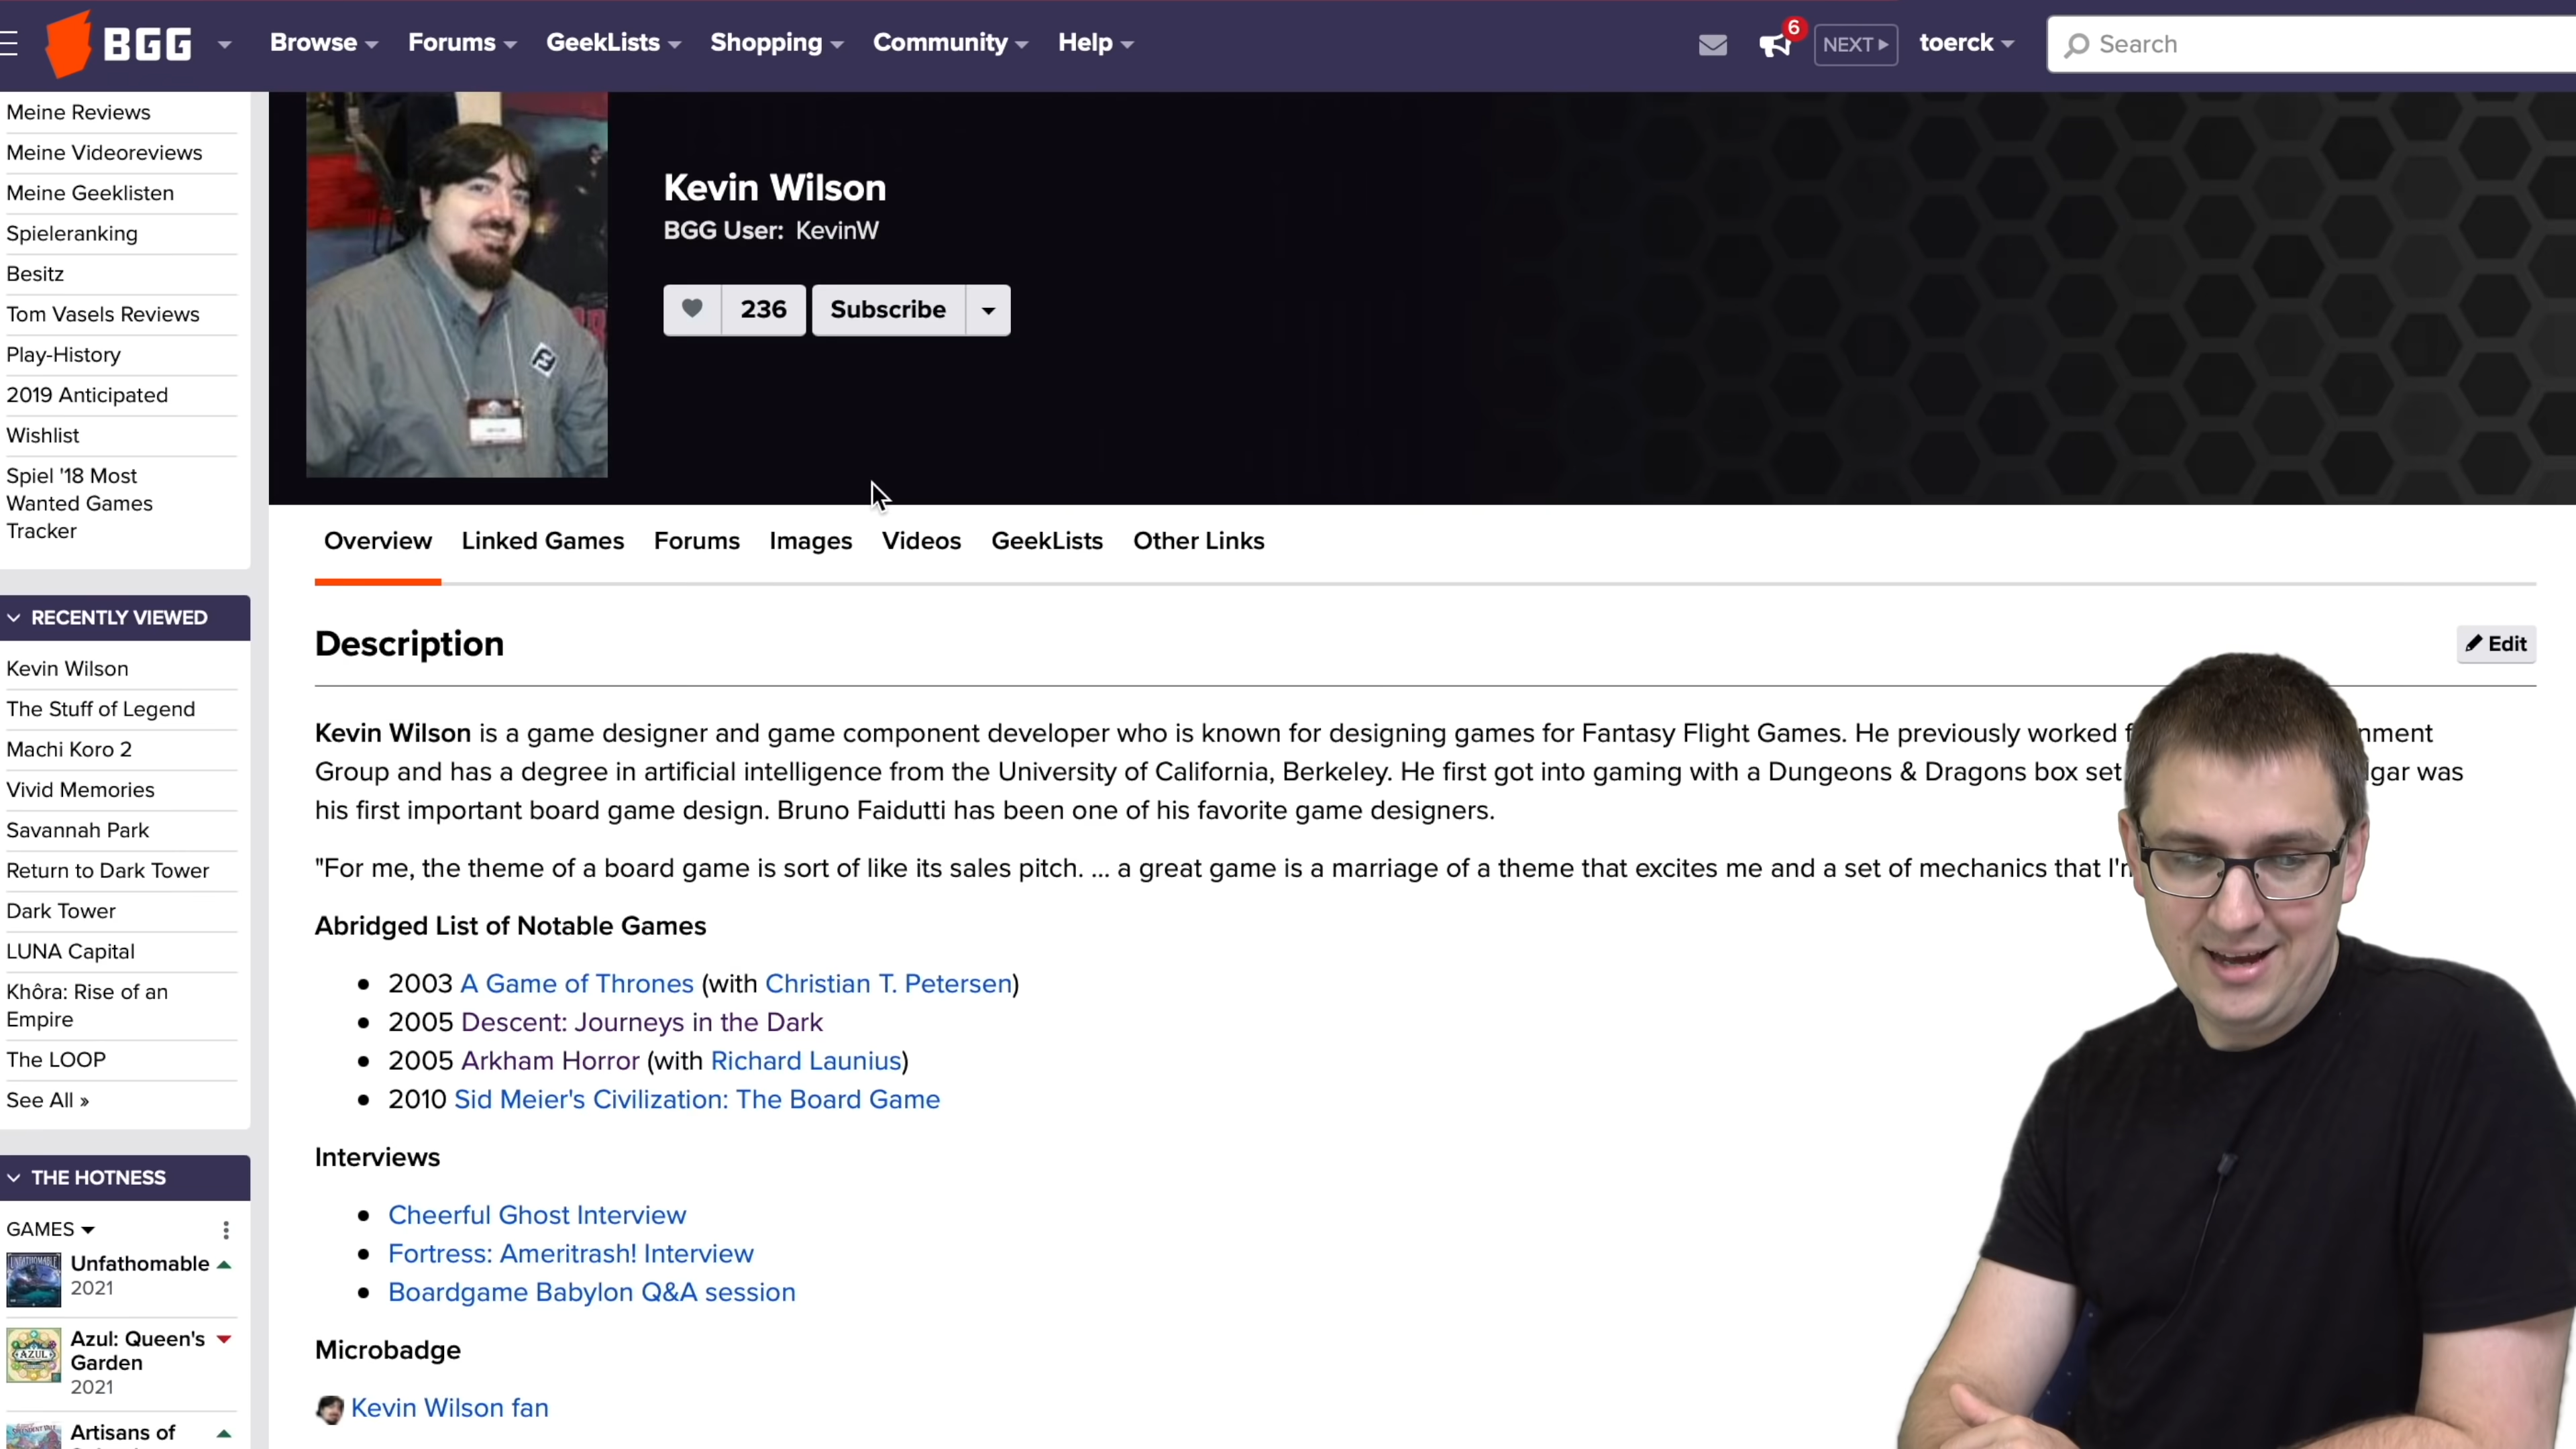 BGG
Browse Forums GeekLists Shopping Community Help
6
NEXT
toerck
Search
Meine Reviews
Meine Videoreviews
Meine Geeklisten
Spieleranking
Besitz
Tom Vasels Reviews
Play-History
2019 Anticipated
Wishlist
Spiel '18 Most
Wanted Games
Tracker
RECENTLY VIEWED
Kevin Wilson
The Stuff of Legend
Machi Koro 2
Vivid Memories
Savannah Park
Return to Dark Tower
Dark Tower
LUNA Capital
Khôra: Rise of an
Empire
The LOOP
See All »
THE HOTNESS
GAMES
Unfathomable
2021
Azul: Queen's
Garden
2021
Artisans of
Kevin Wilson
BGG User: KevinW
236 Subscribe
Overview Linked Games Forums Images Videos GeekLists Other Links
Description
Edit
Kevin Wilson is a game designer and game component developer who is known for designing games for Fantasy Flight Games. He previously worked
Group and has a degree in artificial intelligence from the University of California, Berkeley. He first got into gaming with a Dungeons & Dragons box set was
his first important board game design. Bruno Faidutti has been one of his favorite game designers.
"For me, the theme of a board game is sort of like its sales pitch. ... a great game is a marriage of a theme that excites me and a set of mechanics that
Abridged List of Notable Games
2003 A Game of Thrones (with Christian T. Petersen)
2005 Descent: Journeys in the Dark
2005 Arkham Horror (with Richard Launius)
2010 Sid Meier's Civilization: The Board Game
Interviews
Cheerful Ghost Interview
Fortress: Ameritrash! Interview
Boardgame Babylon Q&A session
Microbadge
Kevin Wilson fan